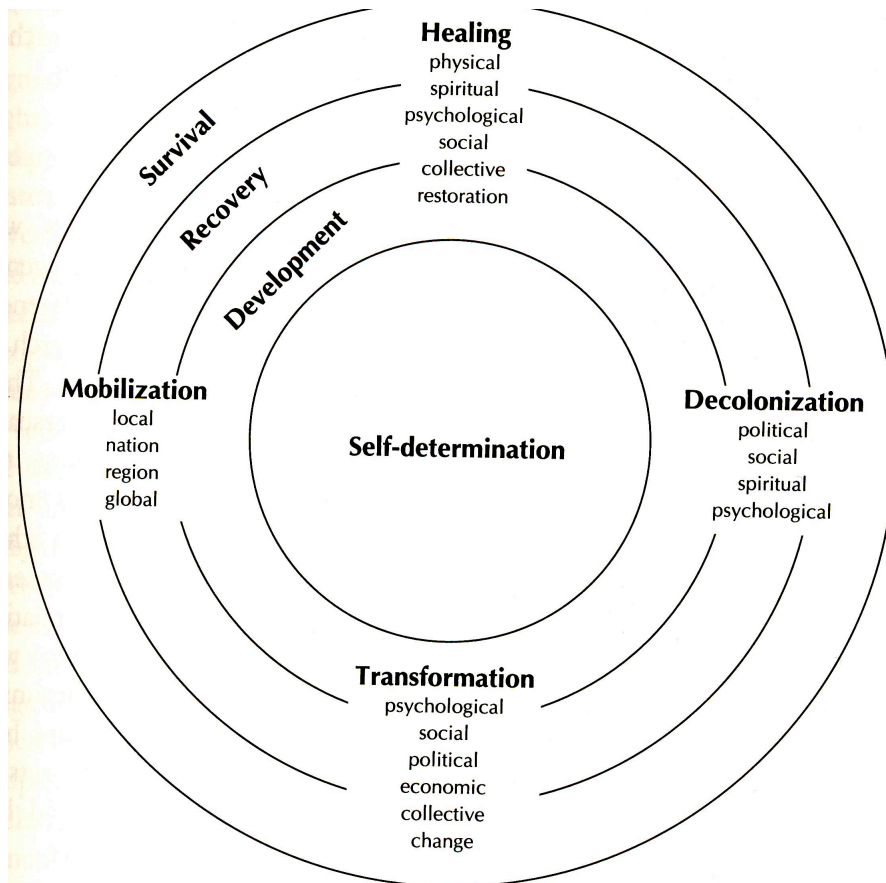 Healing
physical
spiritual
psychological
social
collective
restoration
Survival
Recovery
Development
Mobilization
local
nation
region
global
Self-determination
Decolonization
political
social
spiritual
psychological
Transformation
psychological
social
political
economic
collective
change